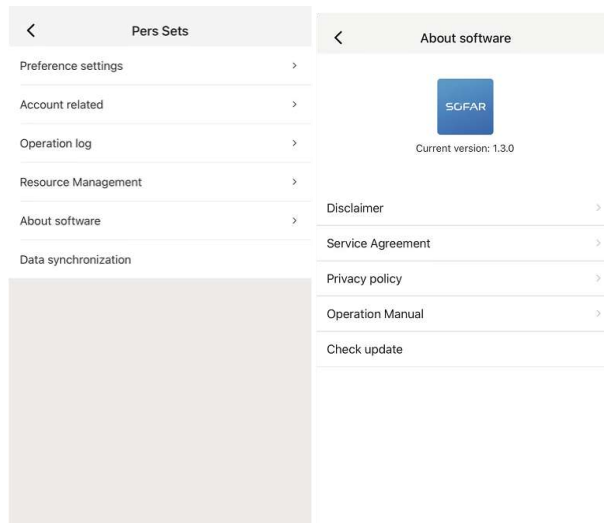 Pers Sets
Preference settings
Account related
Operation log
Resource Management
About software
Data synchronization
About software
SOFAR
Current version: 1.3.0
Disclaimer
Service Agreement
Privacy policy
Operation Manual
Check update